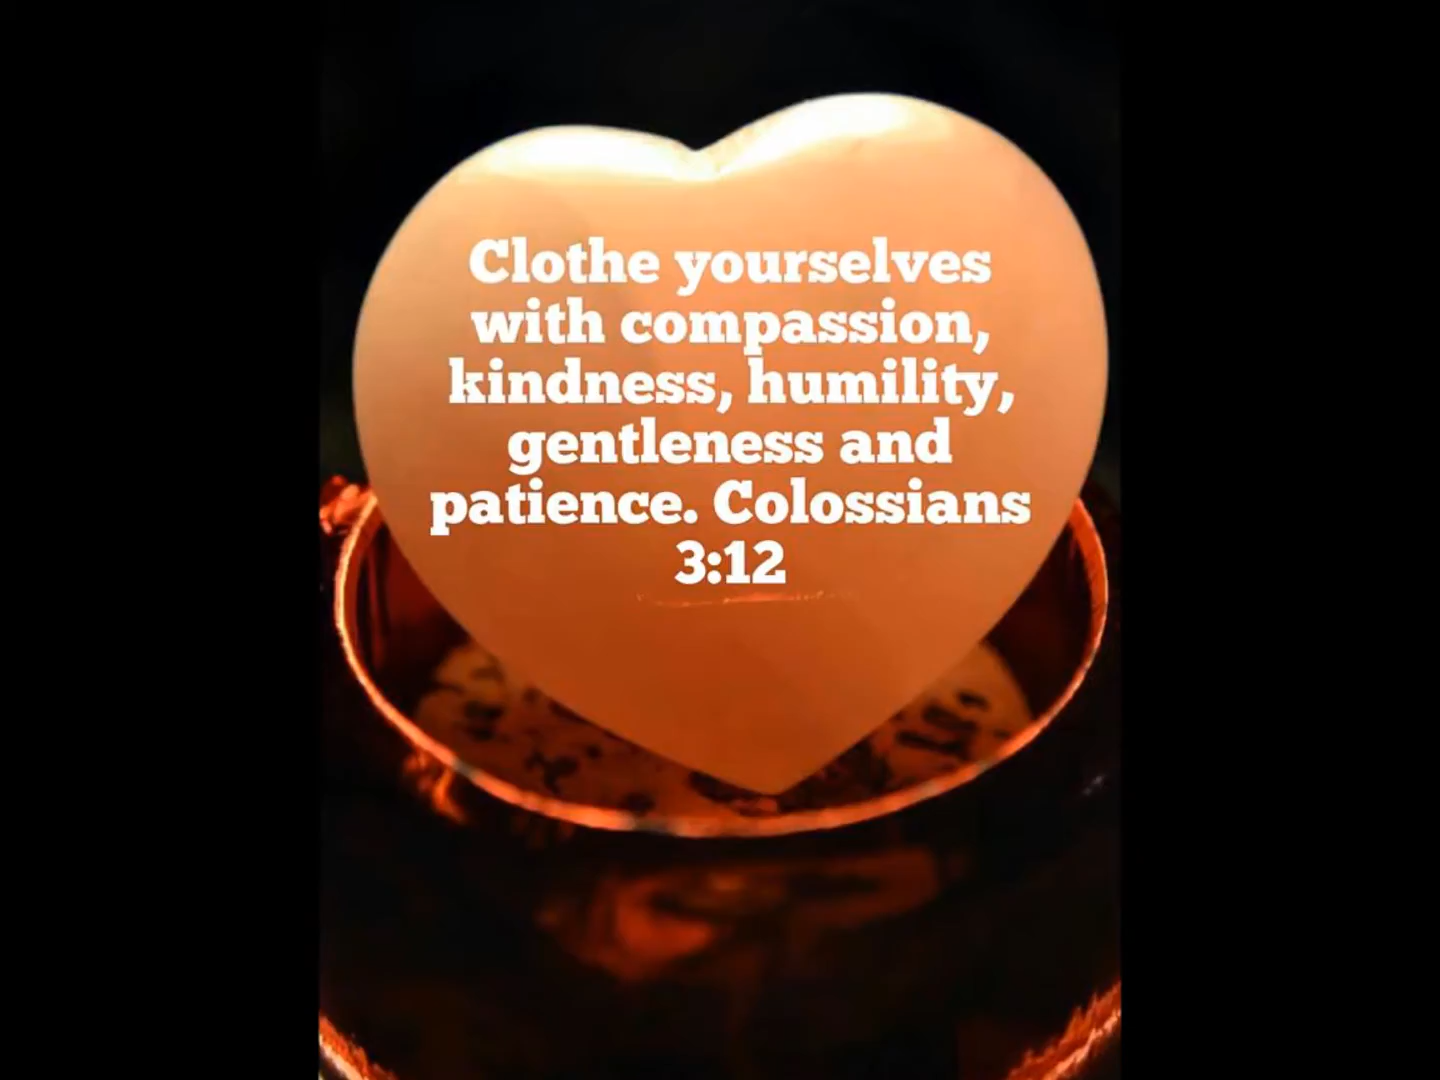 Clothe yourselves
with compassion,
kindness, humility,
gentleness and
patience. Colossians
3:12